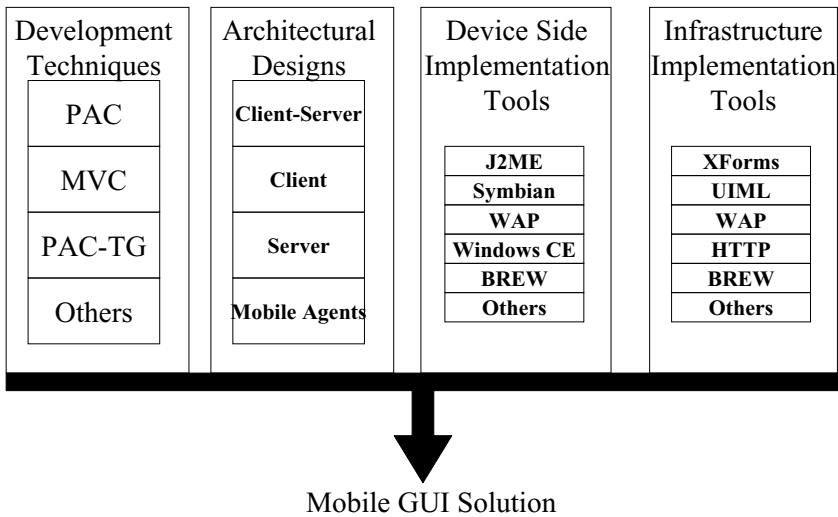 Development
Techniques
PAC
MVC
PAC-TG
Others
Architectural
Designs
Client-Server
Client
Server
Mobile Agents
Device Side
Implementation
Tools
J2ME
Symbian
WAP
Windows CE
BREW
Others
Infrastructure
Implementation
Tools
XForms
UIML
WAP
HTTP
BREW
Others
Mobile GUI Solution